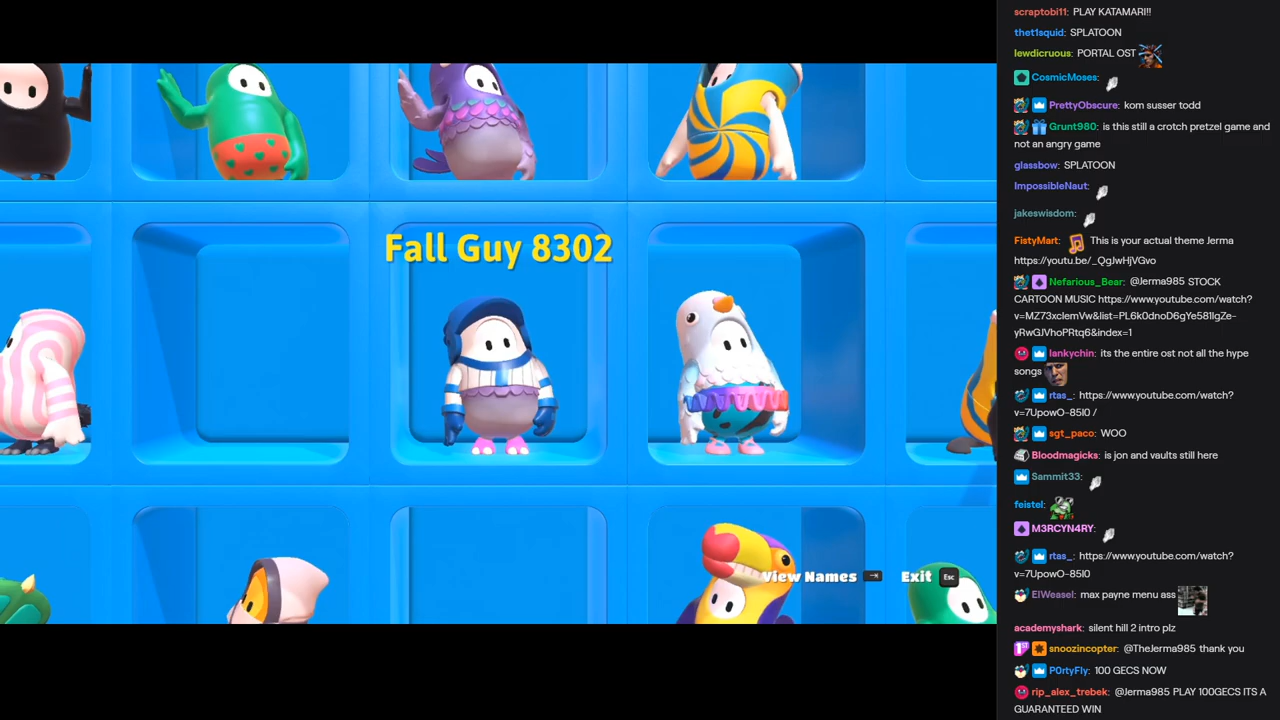 Fall Guy 8302
View Names
Exit Esc
scraptobi11: PLAY KATAMARI!!
thet1squid: SPLATOON
lewdicruous: PORTAL OST
CosmicMoses:
PrettyObscure: kom susser todd
Grunt980: is this still a crotch pretzel game and
not an angry game
glassbow: SPLATOON
ImpossibleNaut:
jakeswisdom:
FistyMart: This is your actual theme Jerma
https://youtu.be/_QgJwHjVGvo
Nefarious_Bear: @Jerma985 STOCK
CARTOON MUSIC https://www.youtube.com/watch?
v=MZ73xclemVw&list=PL6k0dnoD6gYe581lgZe-
yRwGJVhoPRtq6&index=1
lankychin: its the entire ost not all the hype
songs
rtas_: https://www.youtube.com/watch?
v=7UpowO-85l0 /
sgt_paco: WOO
Bloodmagicks: is jon and vaults still here
Sammit33:
feistel:
M3RCYN4RY:
rtas_: https://www.youtube.com/watch?
v=7UpowO-85l0
ElWeasel: max payne menu ass
academyshark: silent hill 2 intro plz
1ST snoozincopter: @TheJerma985 thank you
P0rtyFly: 100 GECS NOW
rip_alex_trebek: @Jerma985 PLAY 100GECS ITS A
GUARANTEED WIN